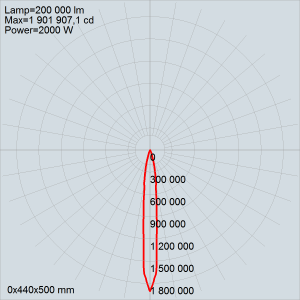 Lamp=200 000 lm
Max=1 901 907,1 cd
Power=2000 W
0
300 000
600 000
900 000
1 200 000
1 500 000
1 800 000
0x440x500 mm